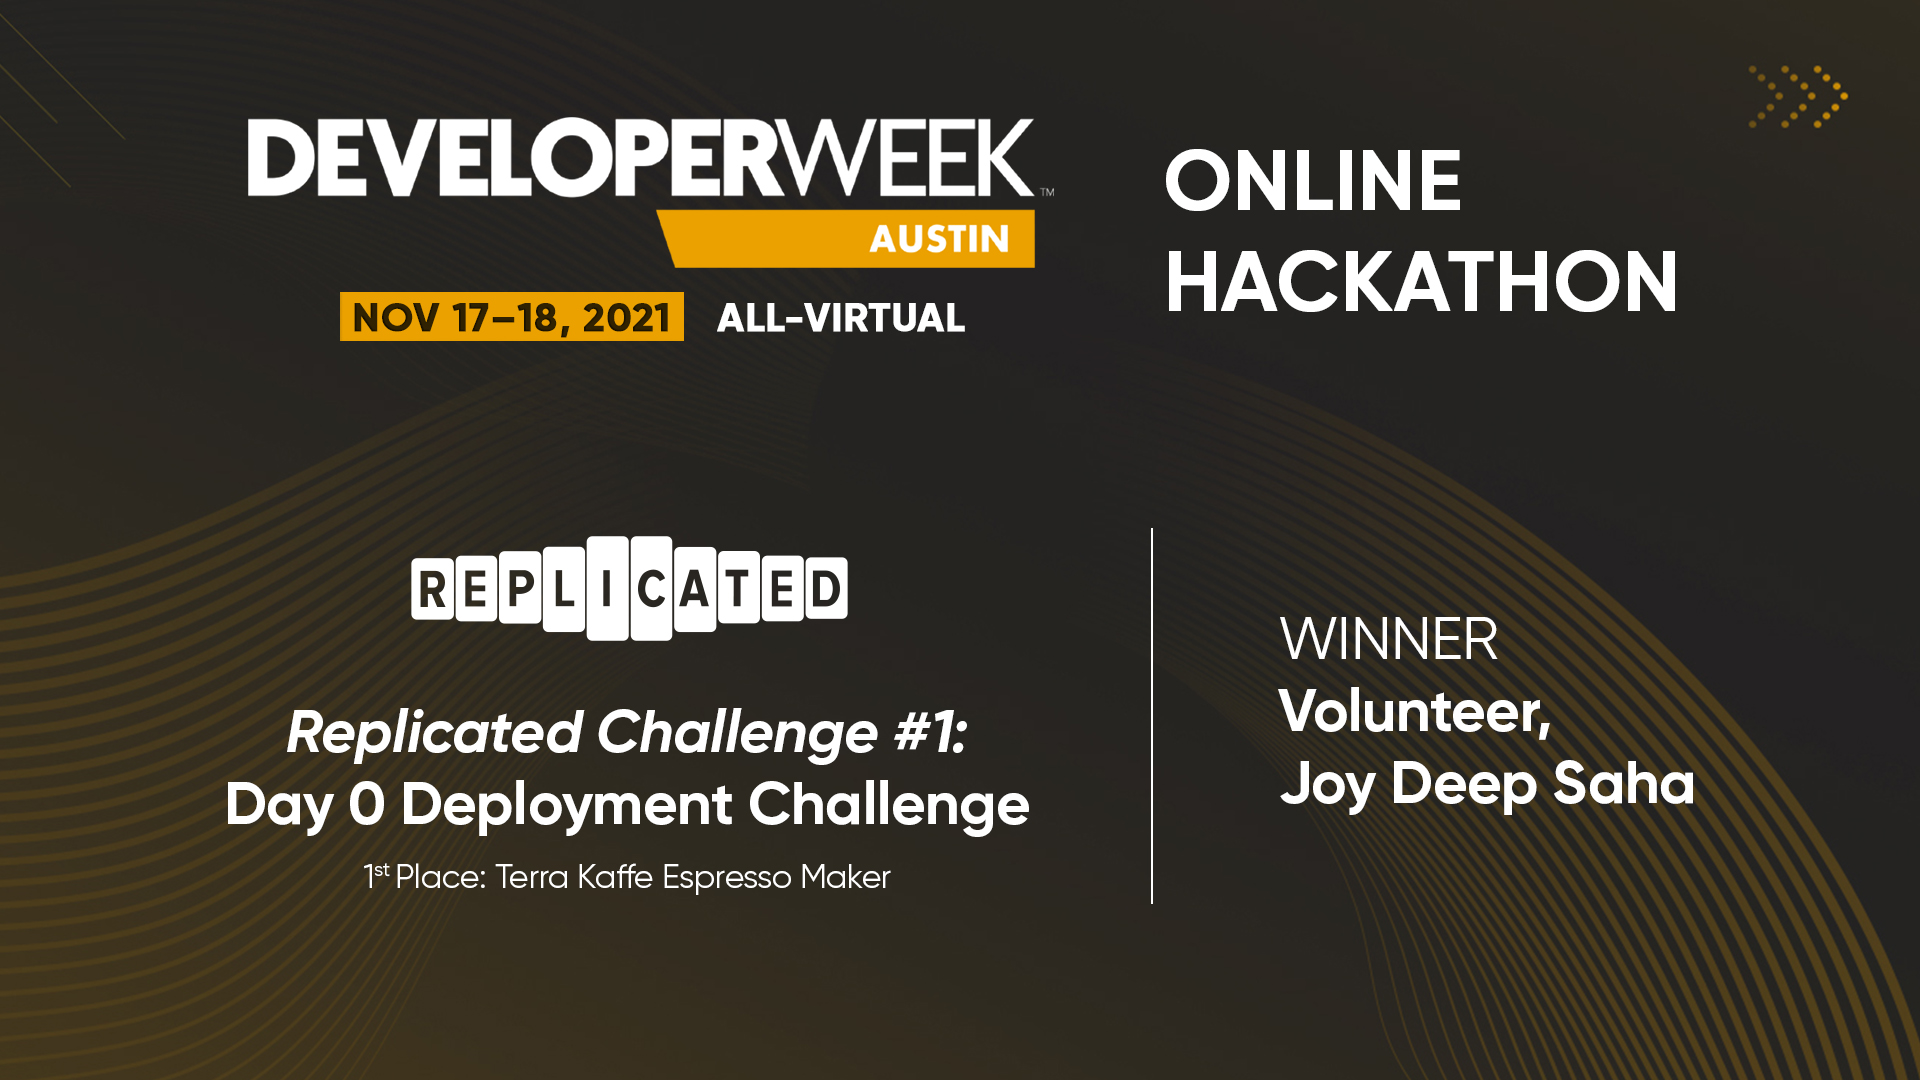 DEVELOPERWEEK™
AUSTIN
NOV 17–18, 2021 ALL-VIRTUAL
ONLINE
HACKATHON
REPLICATED
Replicated Challenge #1:
Day 0 Deployment Challenge
1st Place: Terra Kaffe Espresso Maker
WINNER
Volunteer,
Joy Deep Saha